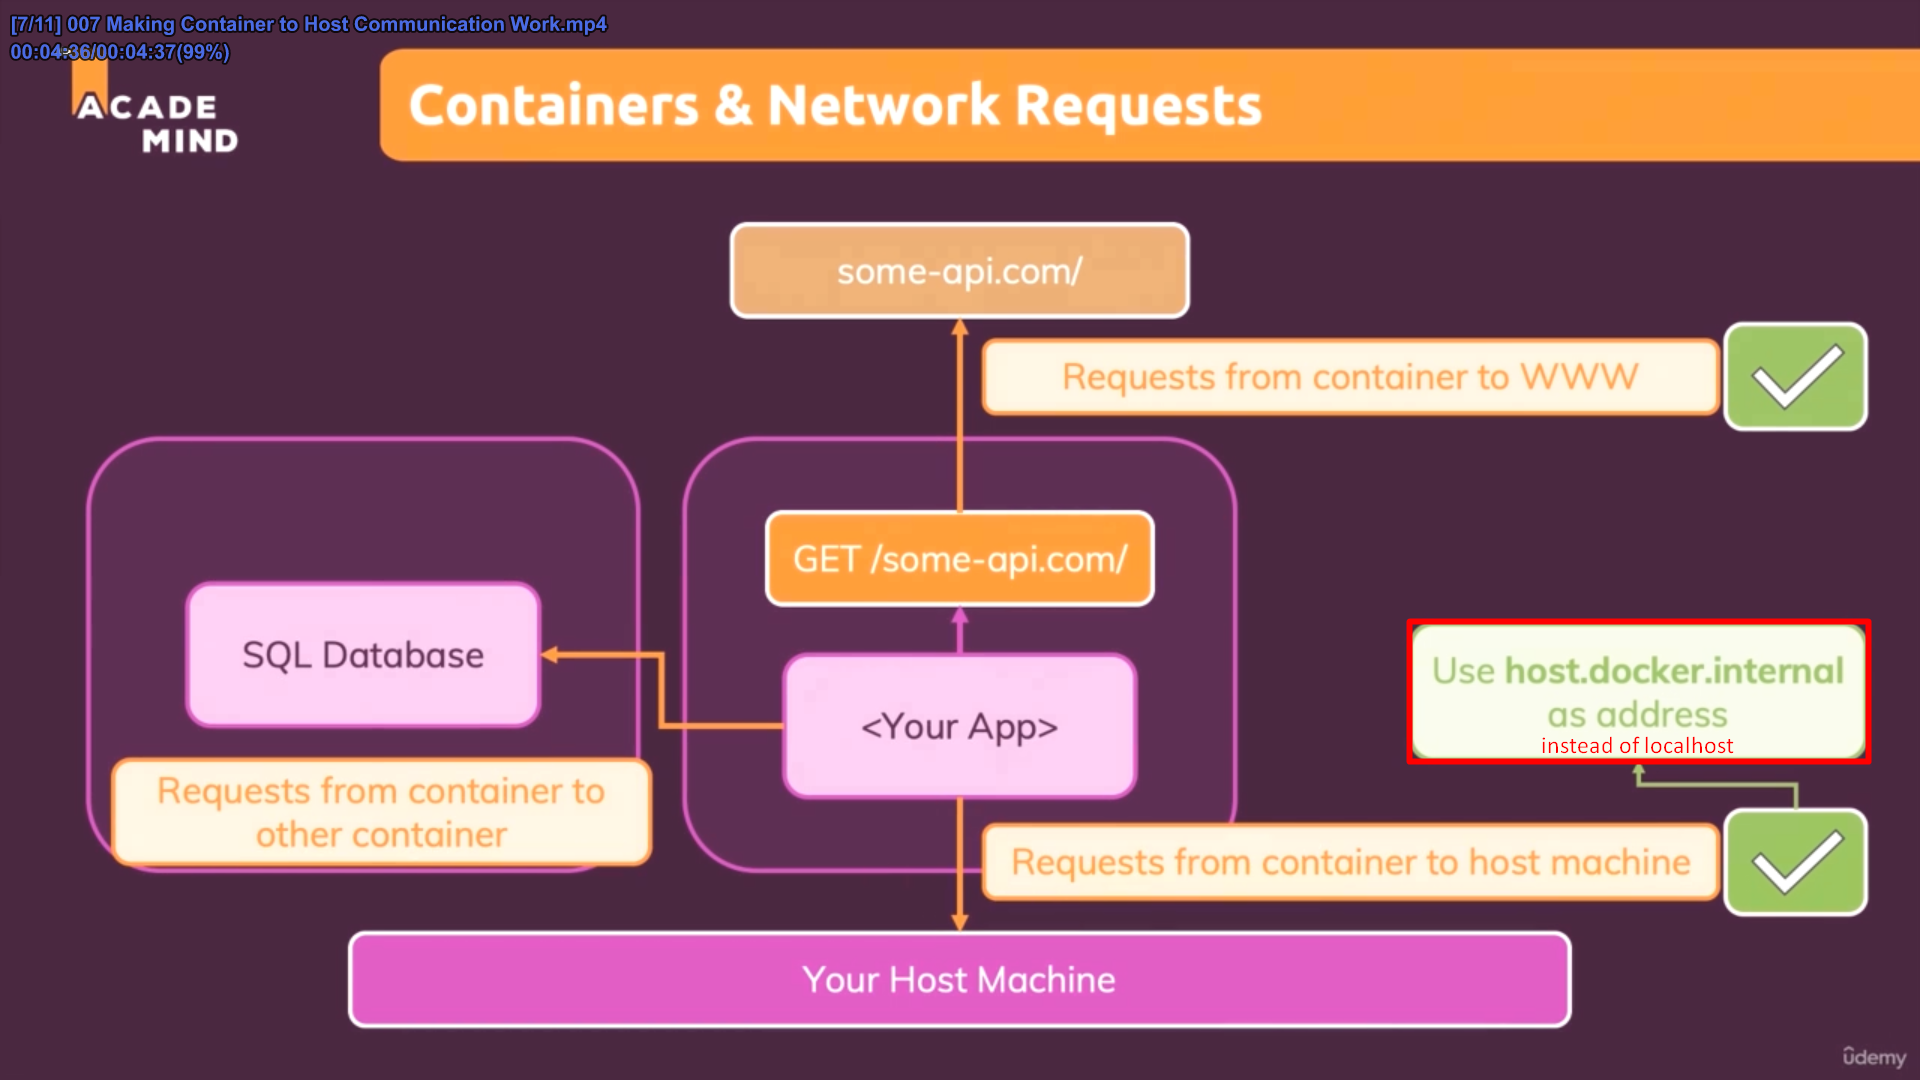 [7/11] 007 Making Container to Host Communication Work.mp4
00:04:36/00:04:37(99%)
ACADE
MIND
Containers & Network Requests
some-api.com/
Requests from container to WWW
GET /some-api.com/
SQL Database
<Your App>
Use host.docker.internal
as address
instead of localhost
Requests from container to
other container
Requests from container to host machine
Your Host Machine
ûdemy